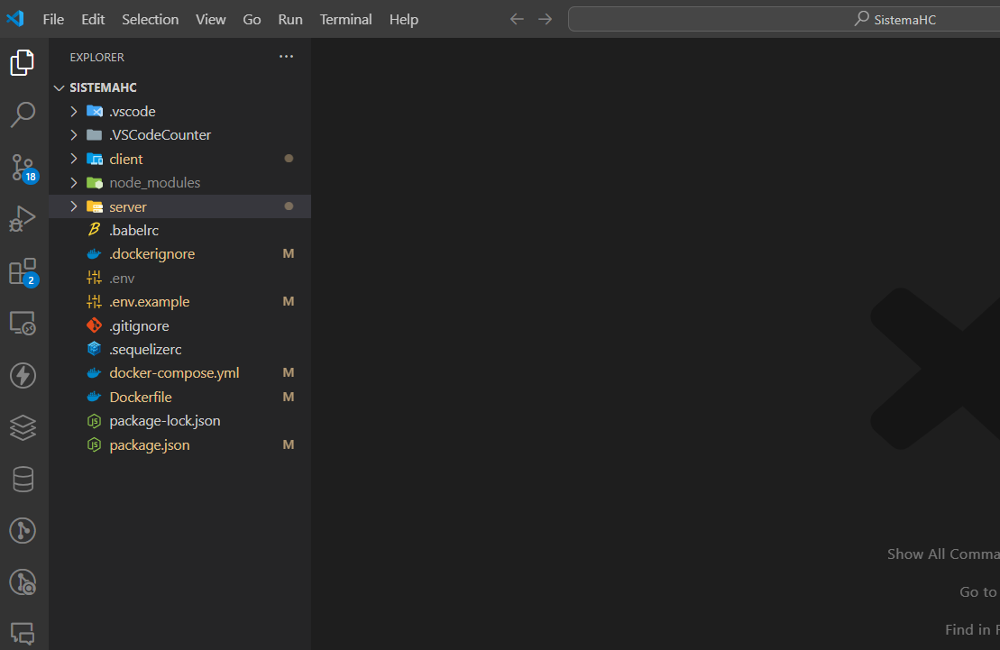 File Edit Selection View Go Run Terminal Help
SistemaHC
EXPLORER
SISTEMAHC
.vscode
.VSCodeCounter
client
node_modules
server
.babelrc
.dockerignore M
.env
.env.example M
.gitignore
.sequelizerc
docker-compose.yml M
Dockerfile M
package-lock.json
package.json M
18
2
Show All Comma
Go to
Find in F